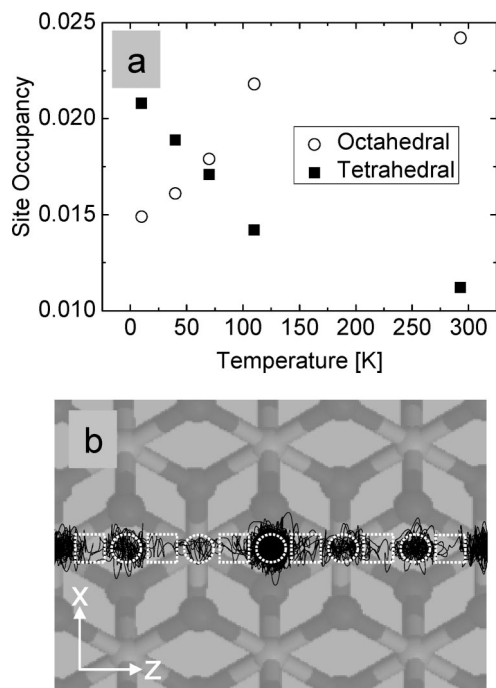 a
0.025
0.020
0.015
0.010
Site Occupancy
Octahedral
Tetrahedral
0 50 100 150 200 250 300
Temperature [K]
b
X
Z